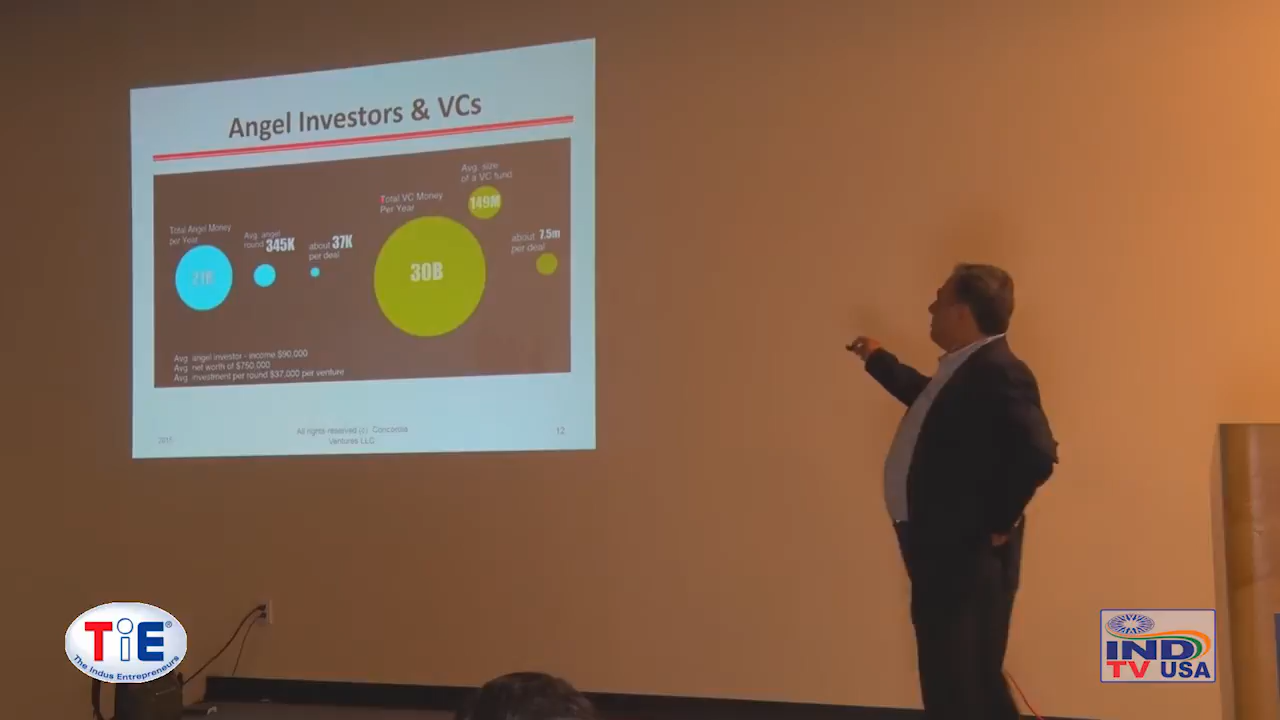 Angel Investors & VCs
Total Angel Money
per Year
Avg. angel
round 345K
about 37K
per deal
Total VC Money
Per Year
30B
Avg. size
of a VC fund
149M
about 7.5m
per deal
Avg. angel investor - income $90,000
Avg. net worth of $750,000
Avg. investment per round $37,000 per venture
All rights reserved (c) Concordia
Ventures LLC
12
TiE®
The Indus Entrepreneurs
IND
TV USA